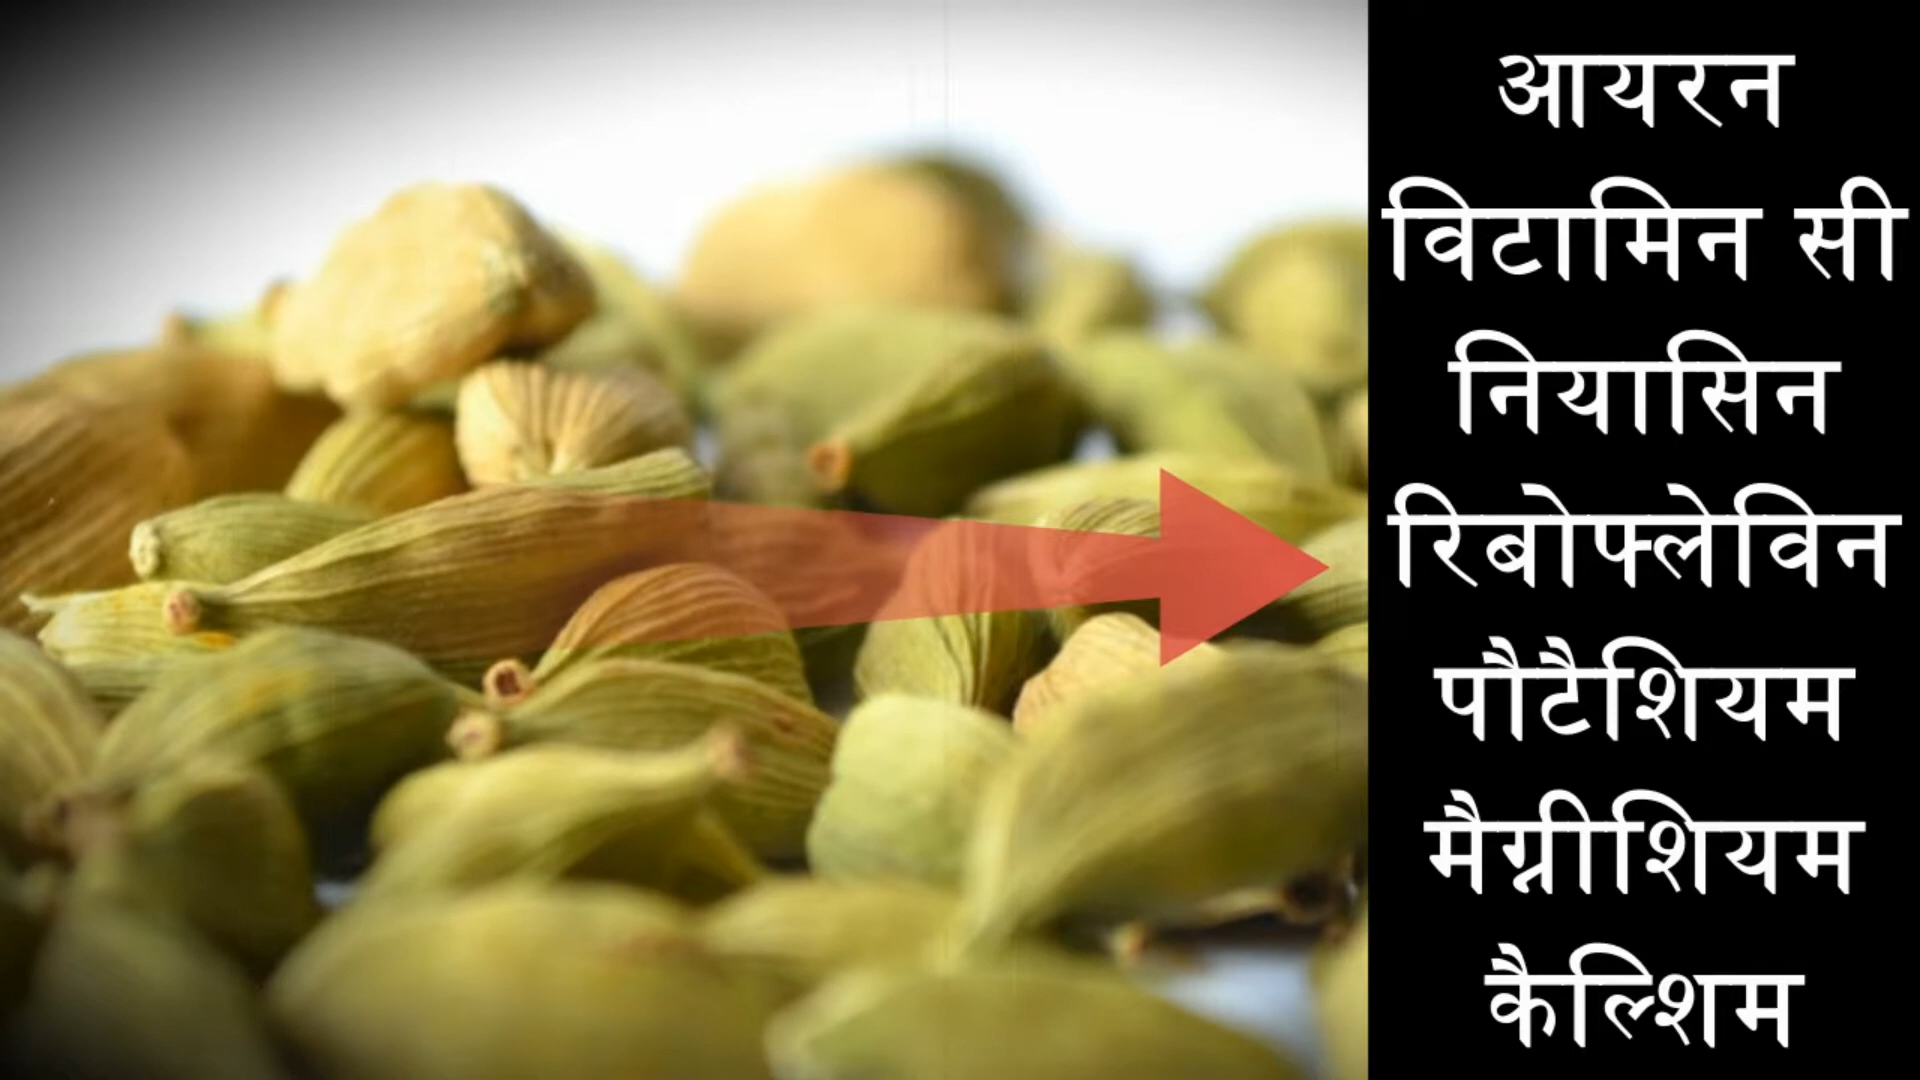 आयरन
विटामिन सी
नियासिन
रिबोफ्लेविन
पौटैशियम
मैग्नीशियम
कैल्शिम